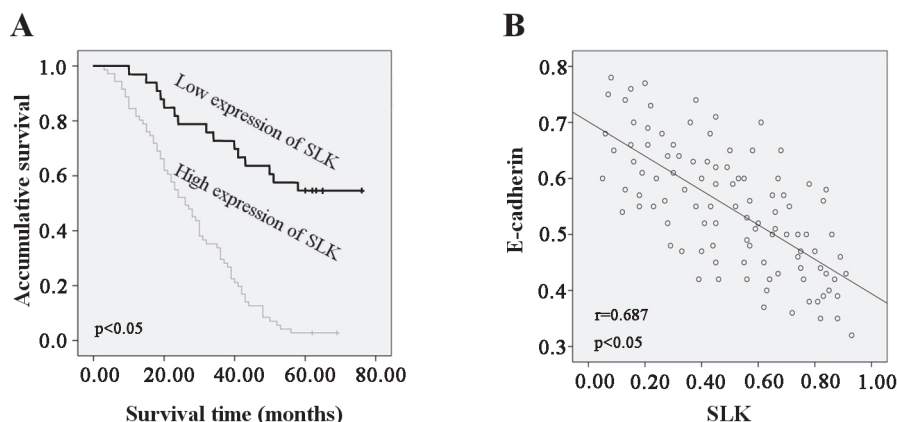 A
Accumulative survival
1.0
0.8
0.6
0.4
0.2
0.0
Low expression of SLK
High expression of SLK
p<0.05
0.00 20.00 40.00 60.00 80.00
Survival time (months)
B
E-cadherin
0.8
0.7
0.6
0.5
0.4
0.3
r=0.687
p<0.05
0.00 0.20 0.40 0.60 0.80 1.00
SLK